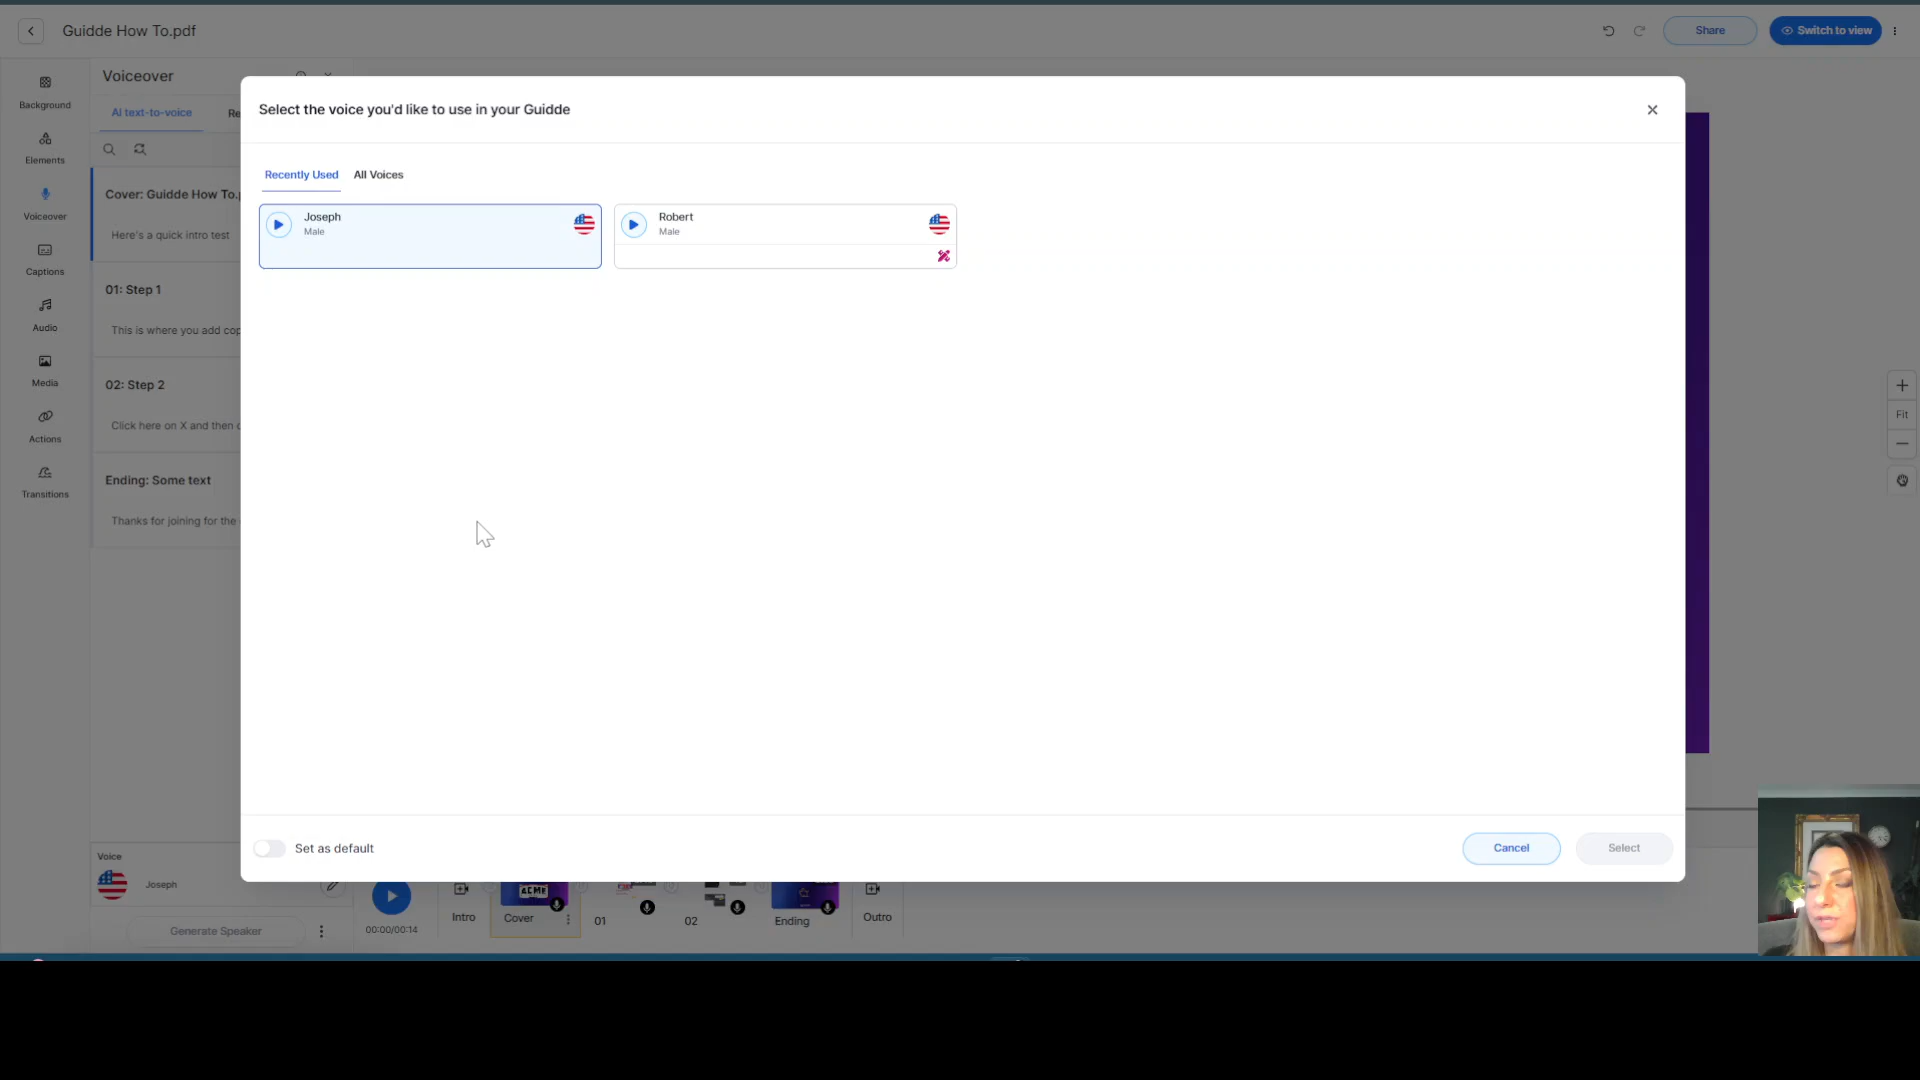 Guidde How To.pdf
Share
Switch to view
Background
Elements
Voiceover
Captions
Audio
Media
Actions
Transitions
Voiceover
AI text-to-voice
Cover: Guidde How To.
Here's a quick intro test
01: Step 1
This is where you add
02: Step 2
Click here on X and then
Ending: Some text
Thanks for joining for the
Select the voice you'd like to use in your Guidde
Recently Used
All Voices
Joseph
Male
Robert
Male
Set as default
Cancel
Select
Fit
Voice
Joseph
Generate Speaker
00:00/00:14
Intro
ACME
Cover
01
02
Ending
Outro